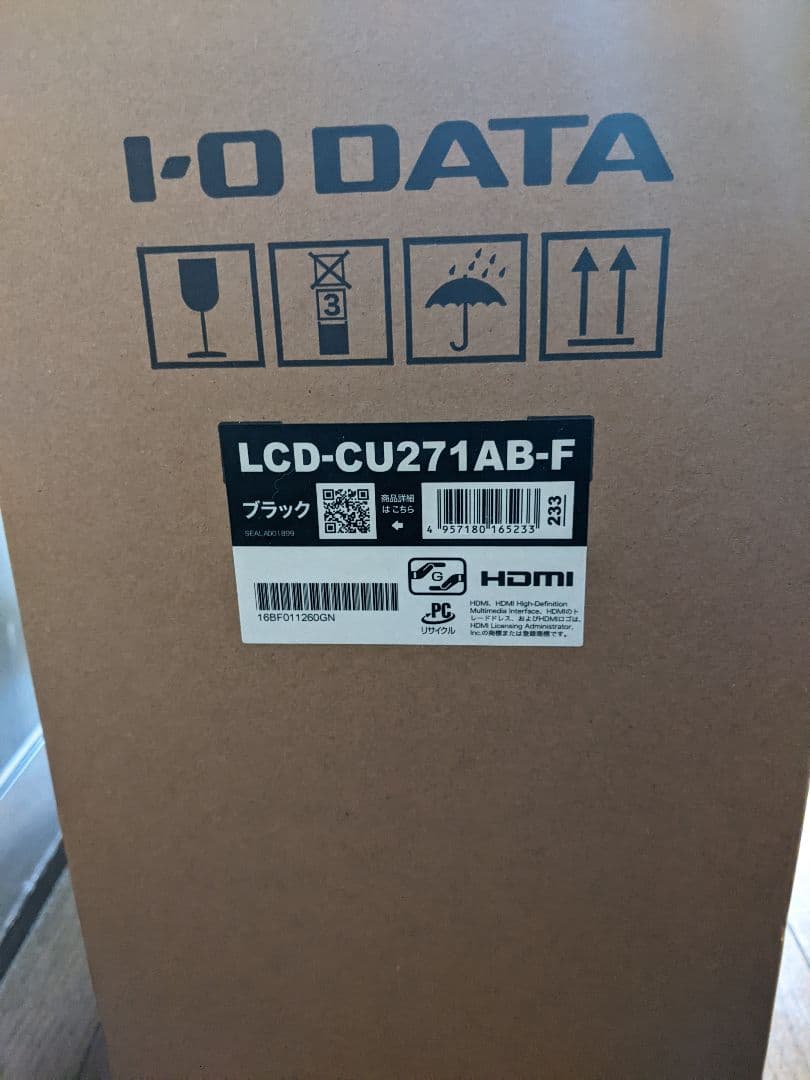 I-O DATA
3
LCD-CU271AB-F
ブラック
商品詳細
はこちら
SEALAD01899
4 957180 165233
233
16BF011260GN
G
HDMI
PC
リサイクル
HDMI、HDMI High-Definition
Multimedia Interface、HDMIのト
レードドレス、およびHDMIロゴは、
HDMI Licensing Administrator,
Inc.の商標または登録商標です。